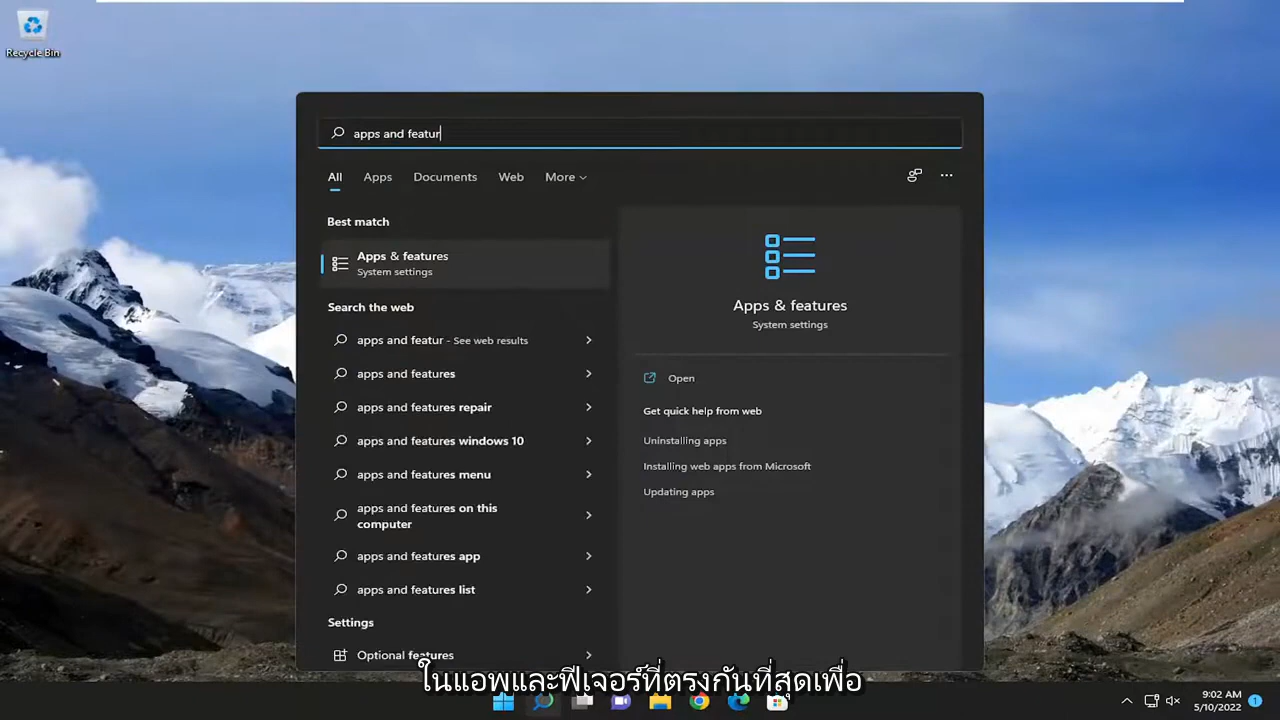 Recycle Bin
apps and featur
All Apps Documents Web More
Best match
Apps & features
System settings
Search the web
apps and featur - See web results
apps and features
apps and features repair
apps and features windows 10
apps and features menu
apps and features on this
computer
apps and features app
apps and features list
Settings
Optional features
Apps & features
System settings
Open
Get quick help from web
Uninstalling apps
Installing web apps from Microsoft
Updating apps
ในแอพและฟีเจอร์ที่ตรงกันที่สุดเพื่อ
9:02 AM
5/10/2022
1